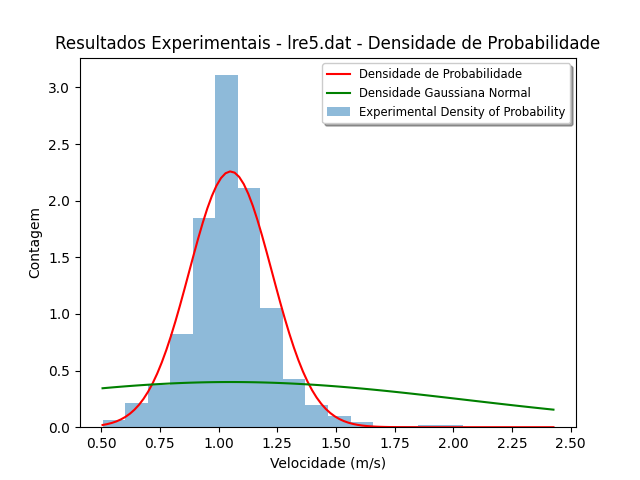 Resultados Experimentais - lre5.dat - Densidade de Probabilidade
Densidade de Probabilidade
Densidade Gaussiana Normal
Experimental Density of Probability
Contagem
3.0
2.5
2.0
1.5
1.0
0.5
0.0
0.50 0.75 1.00 1.25 1.50 1.75 2.00 2.25 2.50
Velocidade (m/s)